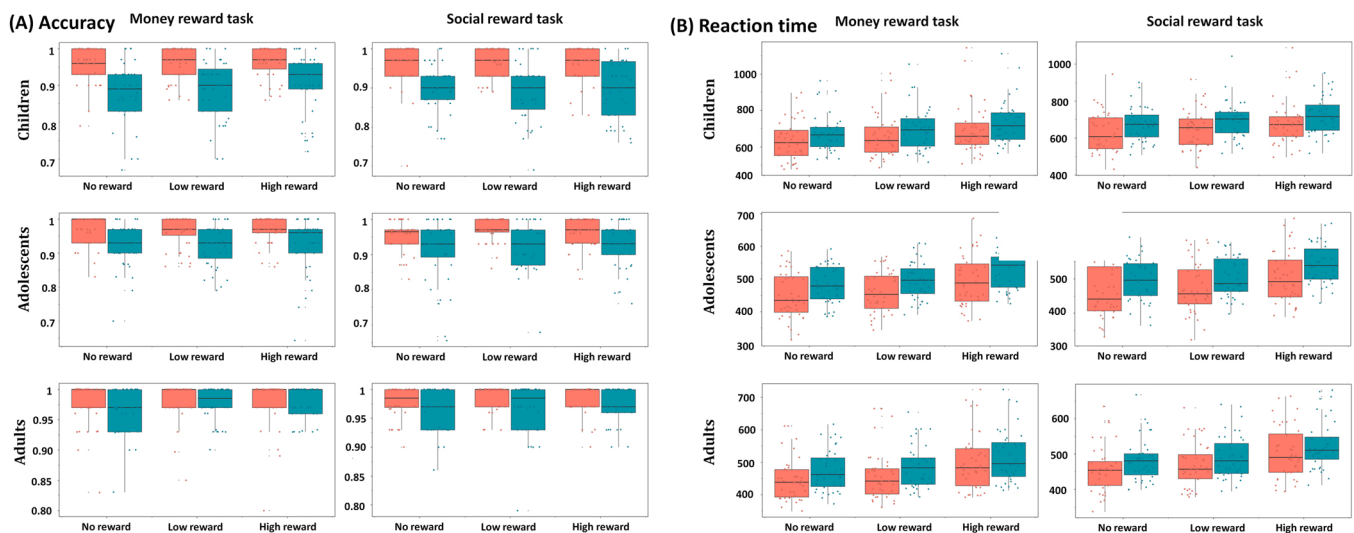 (A) Accuracy
Money reward task
Social reward task
Children
1
0.9
0.8
0.7
No reward
Low reward
High reward
1
0.9
0.8
0.7
No reward
Low reward
High reward
Adolescents
1
0.9
0.8
0.7
No reward
Low reward
High reward
1
0.9
0.8
0.7
No reward
Low reward
High reward
Adults
1
0.95
0.90
0.85
0.80
No reward
Low reward
High reward
1
0.95
0.90
0.85
0.80
No reward
Low reward
High reward
(B) Reaction time
Money reward task
Social reward task
Children
1000
800
600
400
No reward
Low reward
High reward
1000
800
600
400
No reward
Low reward
High reward
Adolescents
700
600
500
400
300
No reward
Low reward
High reward
700
500
400
300
No reward
Low reward
High reward
Adults
700
600
500
400
No reward
Low reward
High reward
600
500
400
No reward
Low reward
High reward